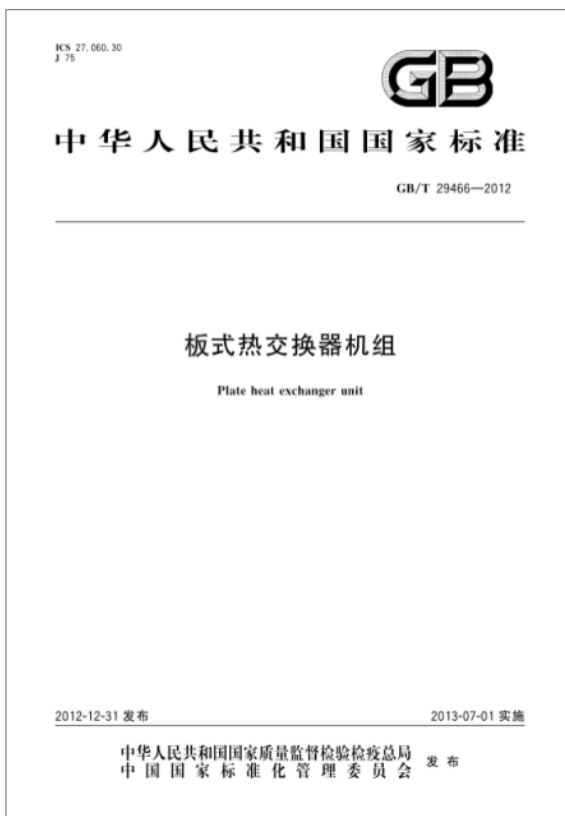 ICS 27.060.30
J 75
GB
中华人民共和国国家标准
GB/T 29466—2012
板式热交换器机组
Plate heat exchanger unit
2012-12-31 发布
2013-07-01 实施
中华人民共和国国家质量监督检验检疫总局
中国国家标准化管理委员会
发布